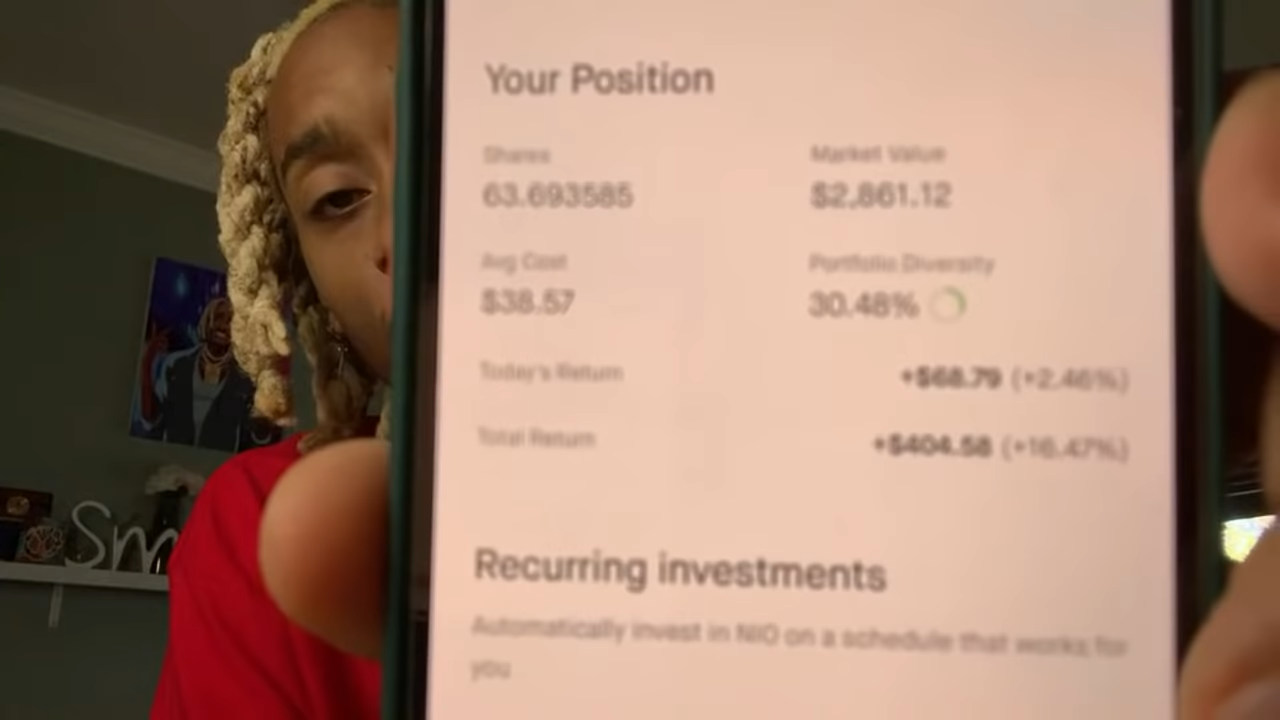 Your Position
Shares
Market Value
63.693585
$2,861.12
Avg Cost
Portfolio Diversity
$38.57
30.48%
Today's Return
+$68.79 (+2.46%)
Total Return
+$404.58 (+16.47%)
Sm
Recurring investments
Automatically invest in NIO on a schedule that works for
you